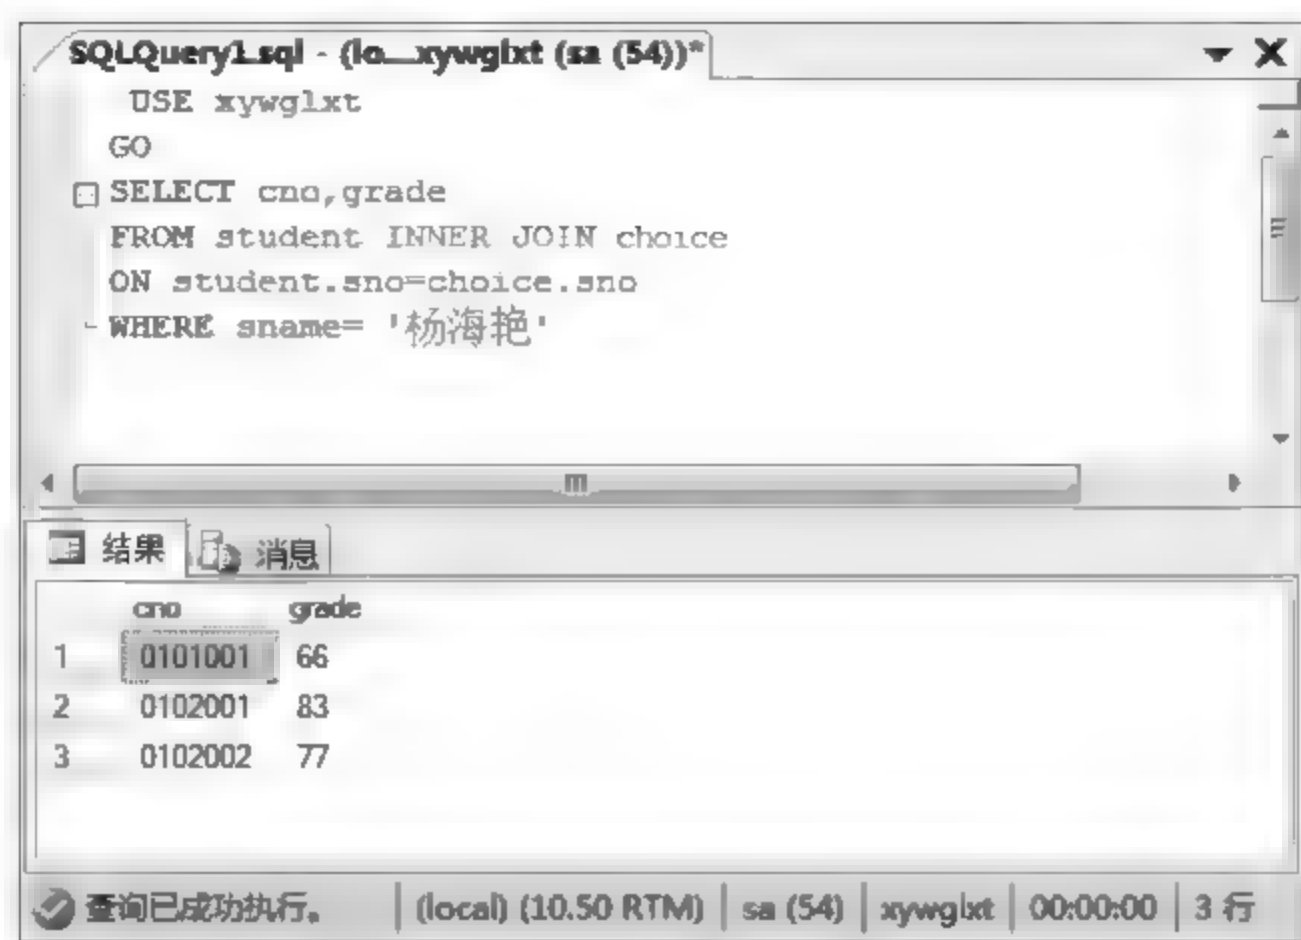 SQLQuery1.sql - (lo...xywglxt (sa (54))*
USE xywglxt
GO
SELECT cno,grade
FROM student INNER JOIN choice
ON student.sno=choice.sno
WHERE sname= '杨海艳'
结果 消息
cno grade
1 0101001 66
2 0102001 83
3 0102002 77
查询已成功执行。 (local) (10.50 RTM) sa (54) xywglxt 00:00:00 3 行